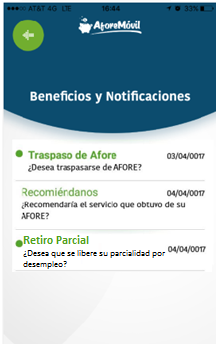 AT&T 4G LTE 16:44 33%
AforeMóvil
Beneficios y Notificaciones
Traspaso de Afore 03/04/0017
¿Desea traspasarse de AFORE?
Recomiéndanos 04/04/0017
¿Recomendaría el servicio que obtuvo de su
AFORE?
Retiro Parcial
04/04/0017
¿Desea que se libere su parcialidad por
desempleo?